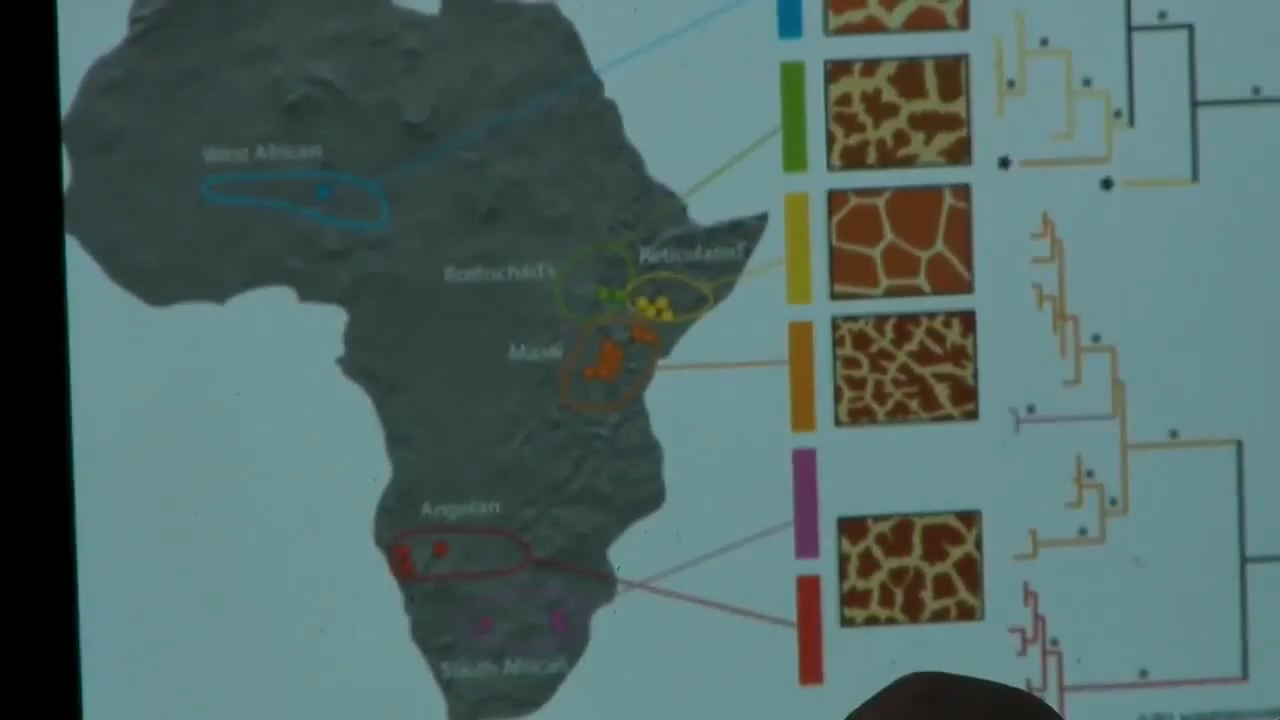 West African
Reticulated
Rothschild's
Masai
Angolan
South African